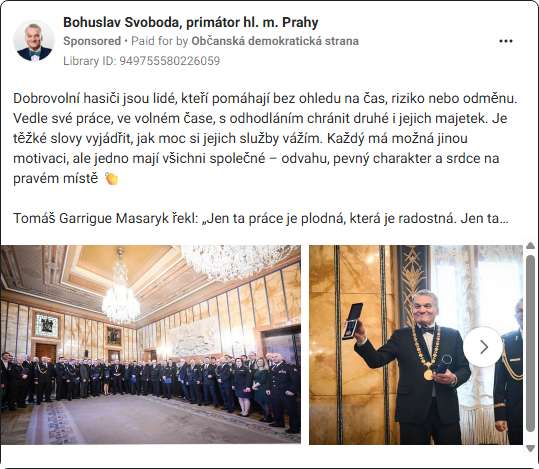 Bohuslav Svoboda, primátor hl. m. Prahy
Sponsored • Paid for by Občanská demokratická strana
Library ID: 949755580226059
Dobrovolní hasiči jsou lidé, kteří pomáhají bez ohledu na čas, riziko nebo odměnu.
Vedle své práce, ve volném čase, s odhodláním chránit druhé i jejich majetek. Je
těžké slovy vyjádřit, jak moc si jejich služby vážím. Každý má možná jinou
motivaci, ale jedno mají všichni společné – odvahu, pevný charakter a srdce na
pravém místě 👏
Tomáš Garrigue Masaryk řekl: „Jen ta práce je plodná, která je radostná. Jen ta…